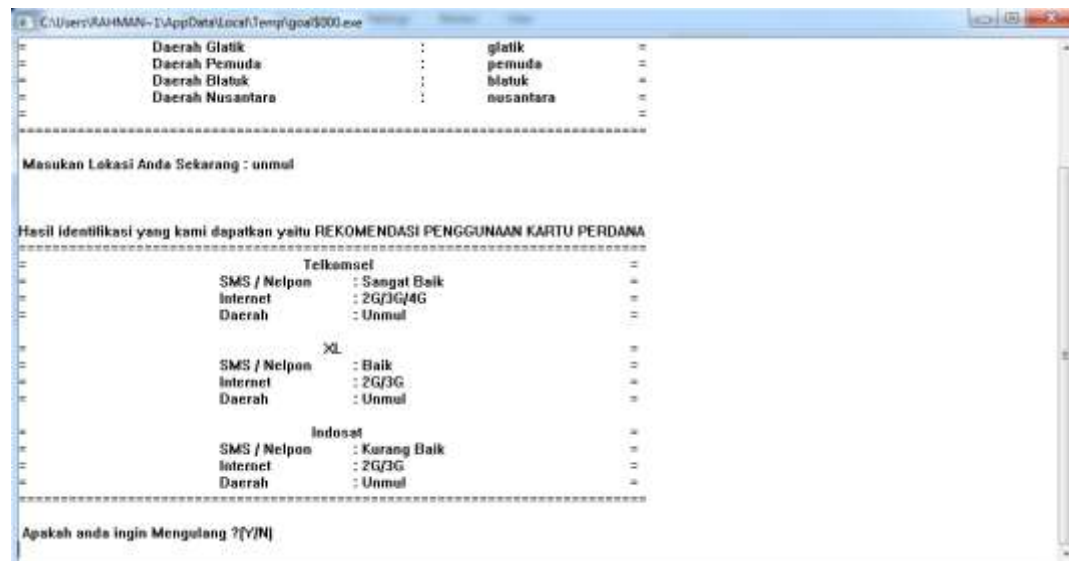 C:\Users\RAHMAN~1\AppData\Local\Temp\goal$000.exe
= Daerah Glatik : glatik =
= Daerah Pemuda : pemuda =
= Daerah Blatuk : blatuk =
= Daerah Nusantara : nusantara =
= =
==========================================================================
Masukan Lokasi Anda Sekarang : unmul
Hasil identifikasi yang kami dapatkan yaitu REKOMENDASI PENGGUNAAN KARTU PERDANA
==========================================================================
= Telkomsel =
= SMS / Nelpon : Sangat Baik =
= Internet : 2G/3G/4G =
= Daerah : Unmul =
= XL =
= SMS / Nelpon : Baik =
= Internet : 2G/3G =
= Daerah : Unmul =
= Indosat =
= SMS / Nelpon : Kurang Baik =
= Internet : 2G/3G =
= Daerah : Unmul =
==========================================================================
Apakah anda ingin Mengulang ?(Y/N)